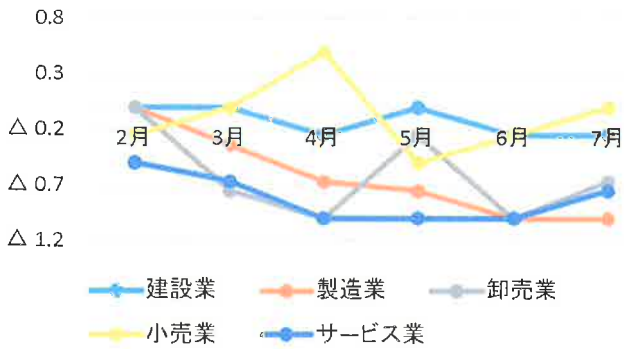 0.8
0.3
△ 0.2
△ 0.7
△ 1.2
2月 3月 4月 5月 6月 7月
建設業 製造業 卸売業
小売業 サービス業